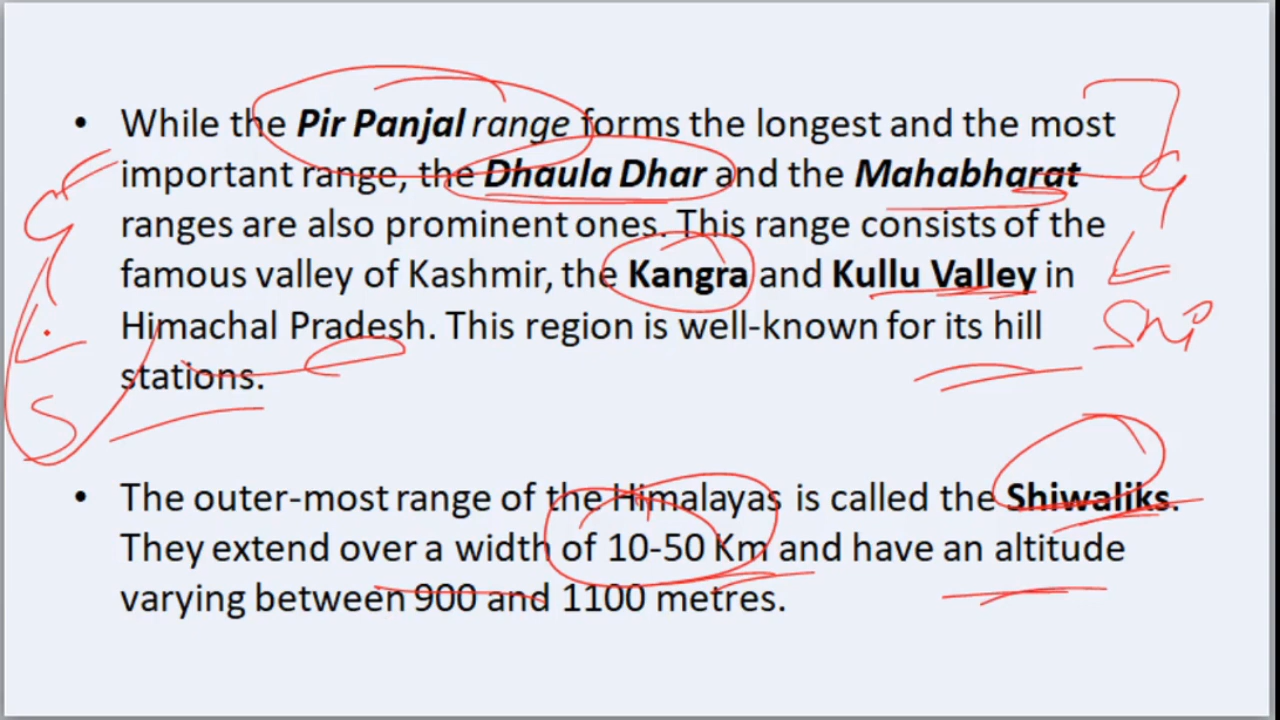 • While the Pir Panjal range forms the longest and the most
important range, the Dhaula Dhar and the Mahabharat
ranges are also prominent ones. This range consists of the
famous valley of Kashmir, the Kangra and Kullu Valley in
Himachal Pradesh. This region is well-known for its hill
stations.
G
L
S
G
L
Shi
• The outer-most range of the Himalayas is called the Shiwaliks.
They extend over a width of 10-50 Km and have an altitude
varying between 900 and 1100 metres.